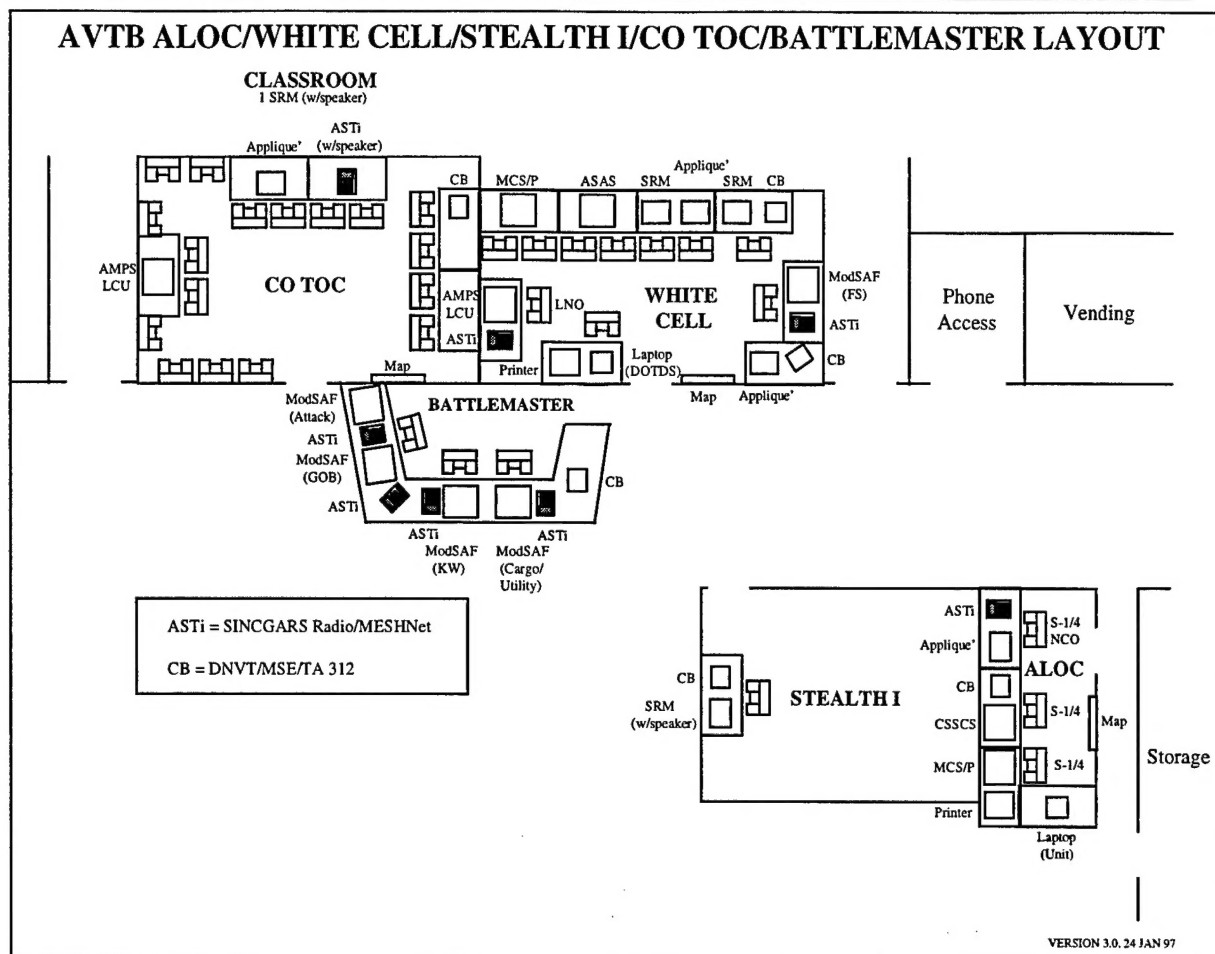 AVTB ALOC/WHITE CELL/STEALTH I/CO TOC/BATTLEMASTER LAYOUT
CLASSROOM
1 SRM (w/speaker)
Applique'
ASTi
(w/speaker)
AMPS
LCU
CO TOC
CB
AMPS
LCU
ASTi
Map
MCS/P
ASAS
SRM
Applique'
SRM
CB
LNO
WHITE
CELL
ModSAF
(FS)
ASTi
CB
Printer
Laptop
(DOTDS)
Map
Applique'
Phone
Access
Vending
ModSAF
(Attack)
ASTi
ModSAF
(GOB)
ASTi
BATTLEMASTER
CB
ASTi
ModSAF
(KW)
ASTi
ModSAF
(Cargo/
Utility)
ASTi = SINCGARS Radio/MESHNet
CB = DNVT/MSE/TA 312
CB
SRM
(w/speaker)
STEALTH I
ASTi
Applique'
CB
CSSCS
MCS/P
Printer
S-1/4
NCO
ALOC
S-1/4
S-1/4
Map
Laptop
(Unit)
Storage
VERSION 3.0, 24 JAN 97